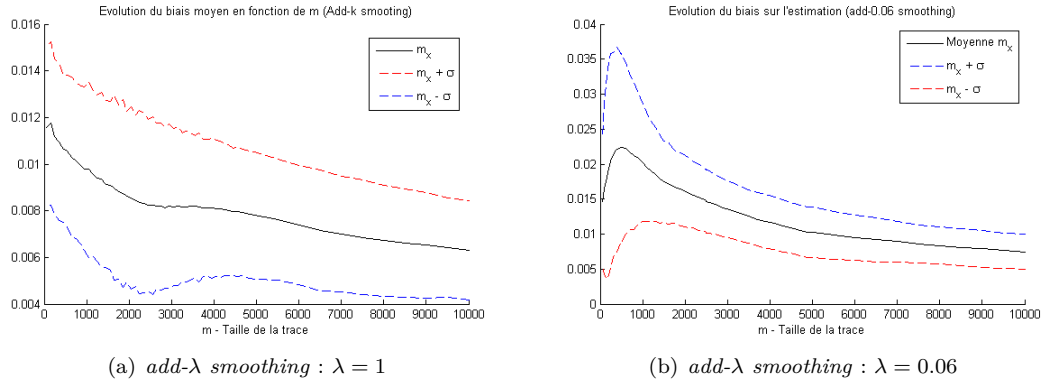 Evolution du biais moyen en fonction de m (Add-k smooting)
0.016
0.014
0.012
0.01
0.008
0.006
0.004
0 1000 2000 3000 4000 5000 6000 7000 8000 9000 10000
m - Taille de la trace
m_x
m_x + σ
m_x - σ
(a) add-λ smoothing : λ = 1
Evolution du biais sur l'estimation (add-0.06 smoothing)
0.04
0.035
0.03
0.025
0.02
0.015
0.01
0.005
0
0 1000 2000 3000 4000 5000 6000 7000 8000 9000 10000
m - Taille de la trace
Moyenne m_x
m_x + σ
m_x - σ
(b) add-λ smoothing : λ = 0.06